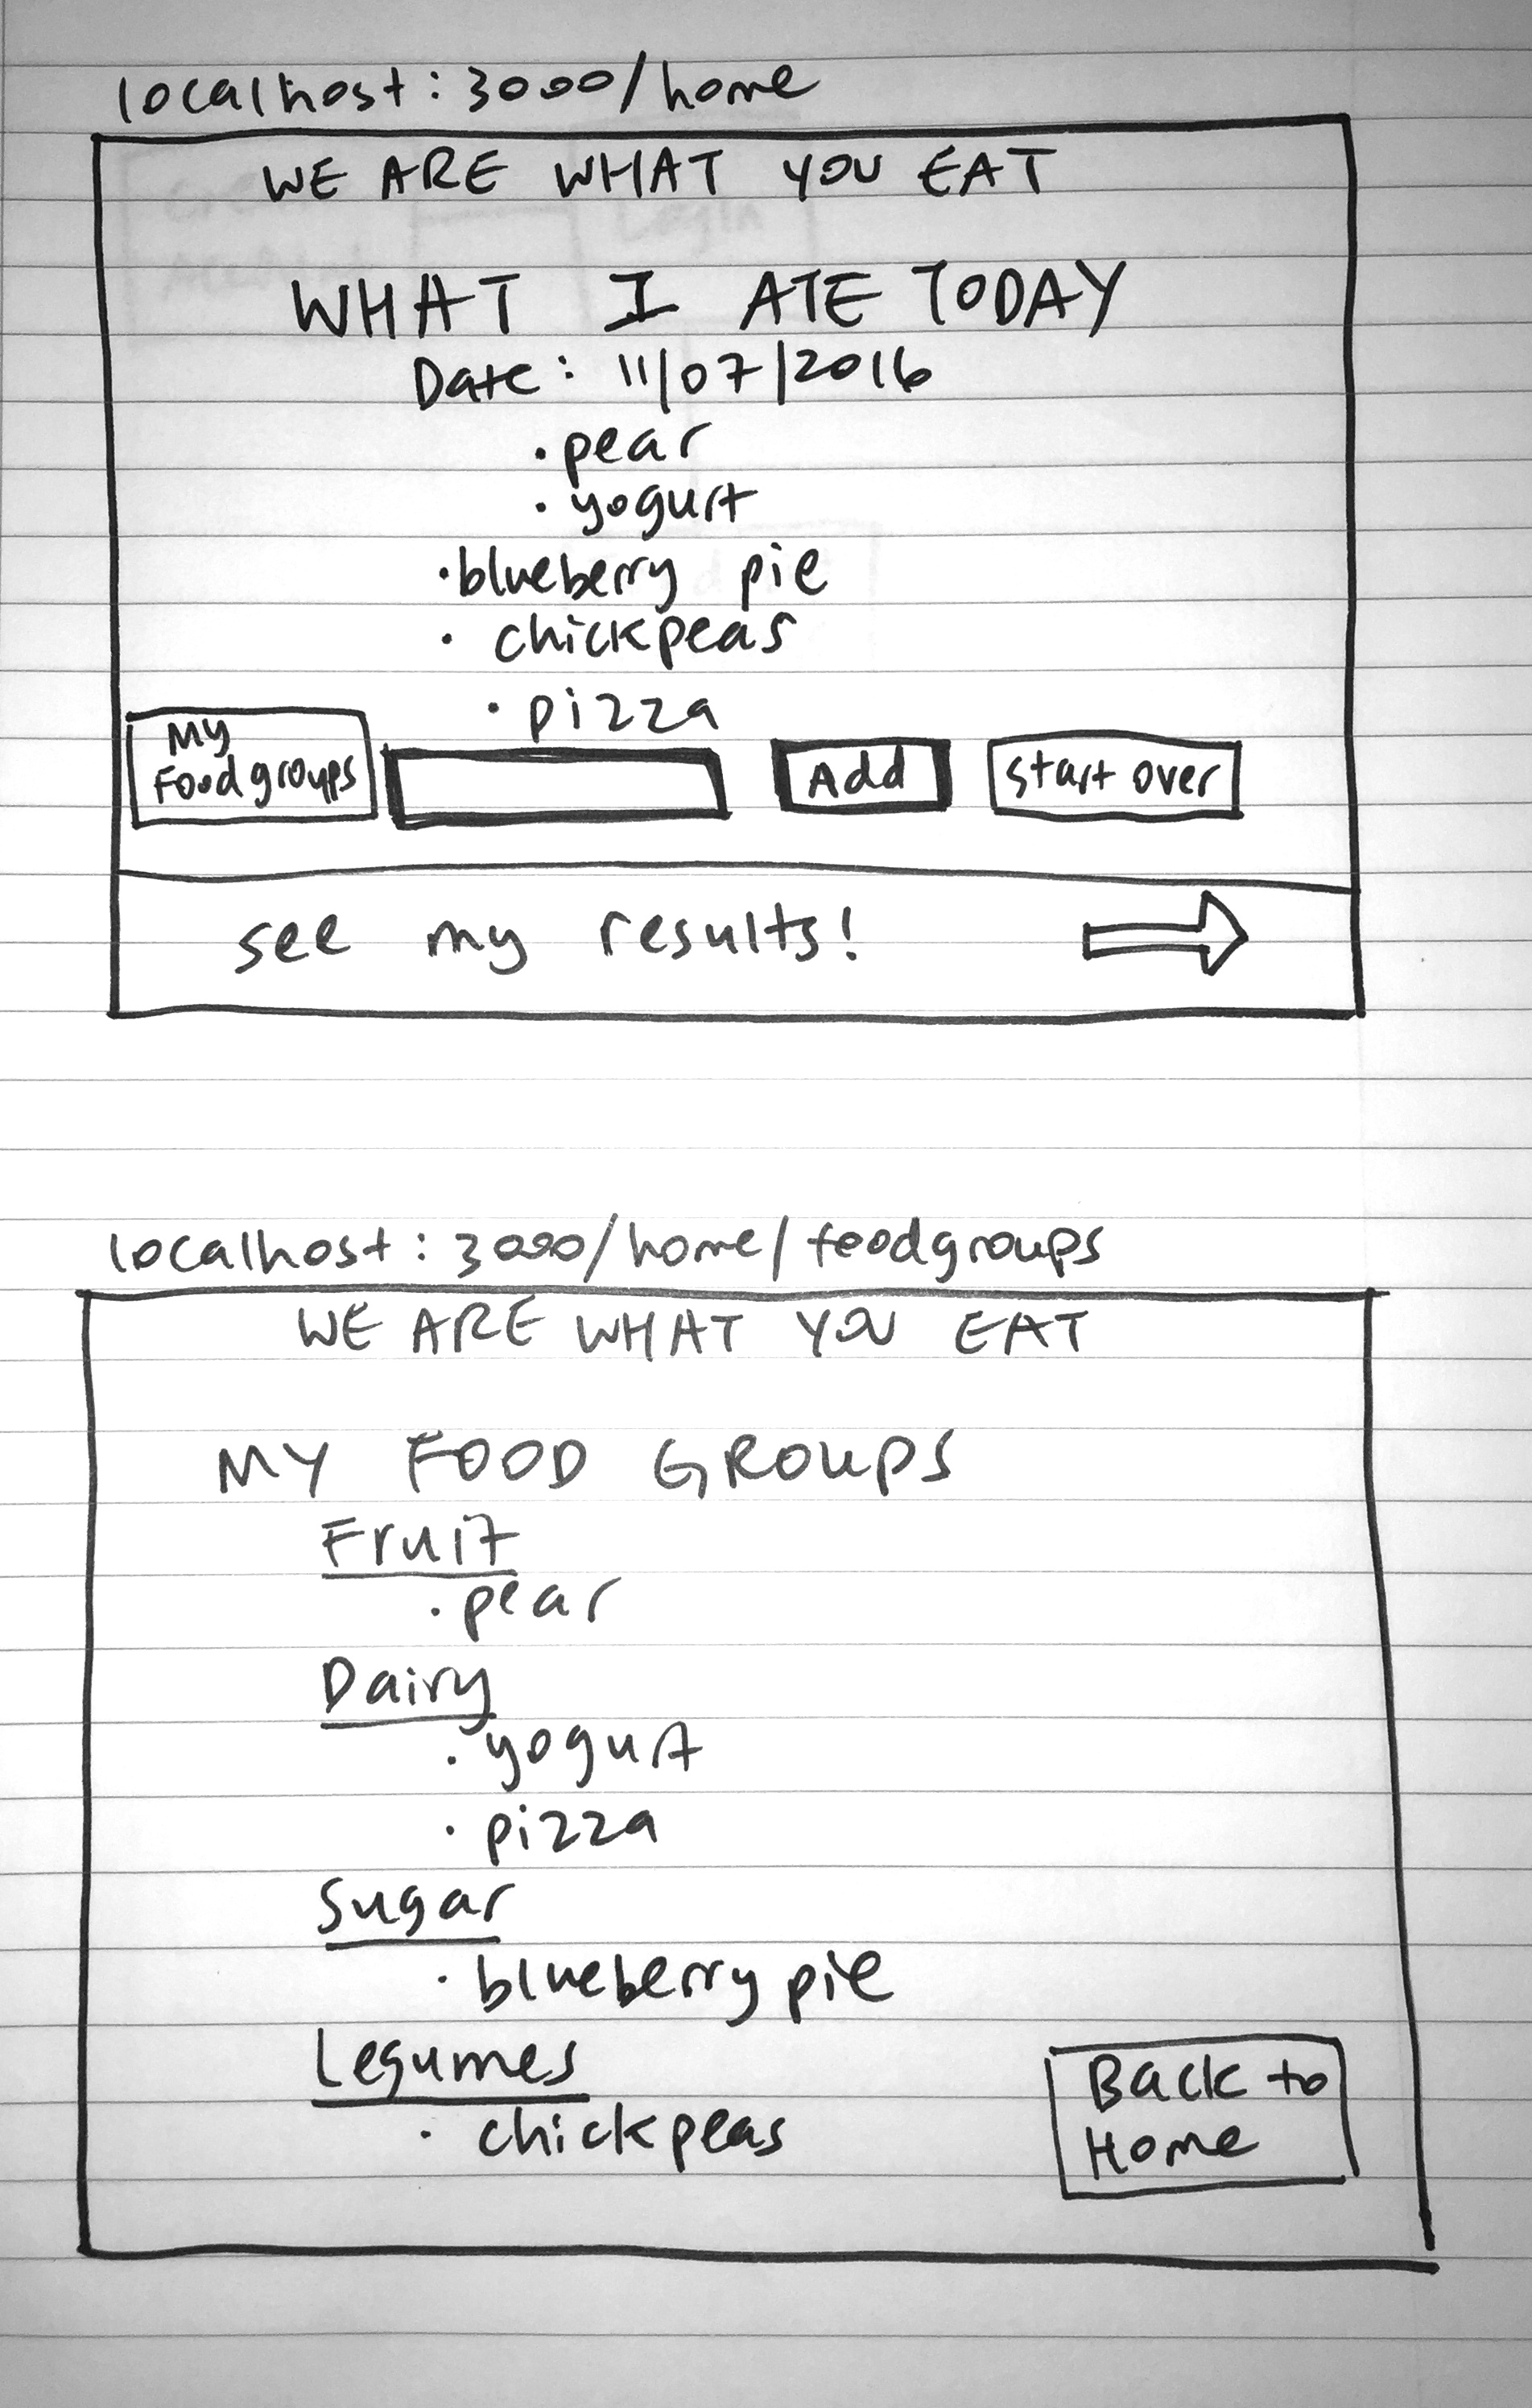 localhost:3000/home
WE ARE WHAT YOU EAT
WHAT I ATE TODAY
Date: 11/07/2016
• pear
• yogurt
• blueberry pie
• chickpeas
• pizza
My
Foodgroups
Add
Start over
see my results!
localhost:3000/home/foodgroups
WE ARE WHAT YOU EAT
MY FOOD GROUPS
Fruit
• pear
Dairy
• yogurt
• pizza
Sugar
• blueberry pie
Legumes
• chickpeas
Back to
Home